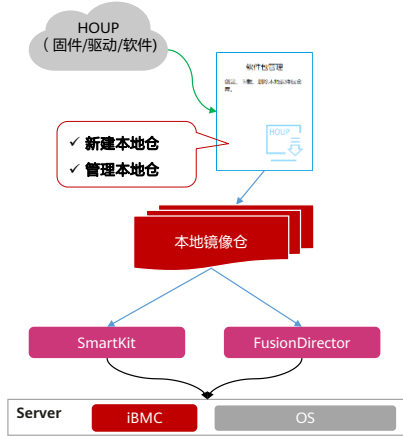 HOUP
（ 固件/驱动/软件)
软件包管理
HOUP
✓ 新建本地仓
✓ 管理本地仓
本地镜像仓
SmartKit
FusionDirector
Server
iBMC
OS